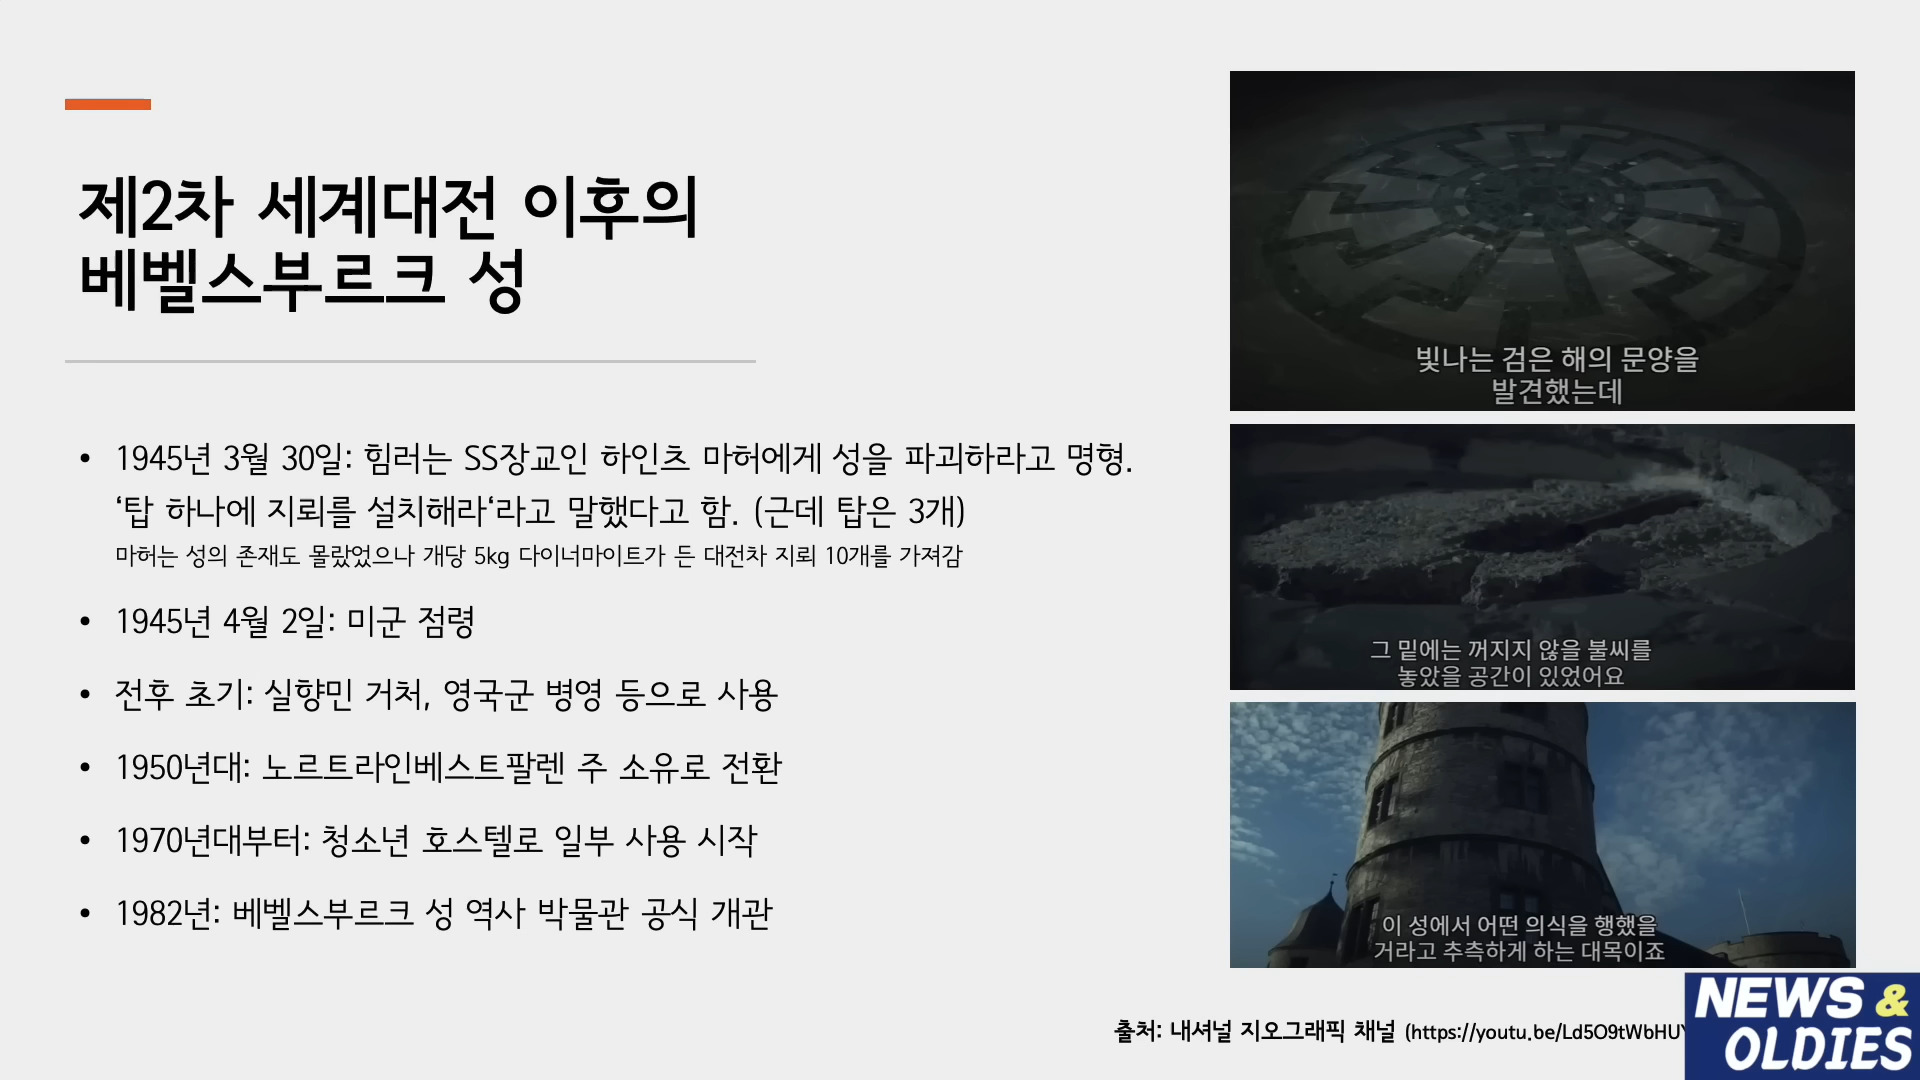 제2차 세계대전 이후의
베벨스부르크 성
• 1945년 3월 30일: 힘러는 SS장교인 하인츠 마허에게 성을 파괴하라고 명형.
‘탑 하나에 지뢰를 설치해라‘라고 말했다고 함. (근데 탑은 3개)
마허는 성의 존재도 몰랐었으나 개당 5kg 다이너마이트가 든 대전차 지뢰 10개를 가져감
• 1945년 4월 2일: 미군 점령
• 전후 초기: 실향민 거처, 영국군 병영 등으로 사용
• 1950년대: 노르트라인베스트팔렌 주 소유로 전환
• 1970년대부터: 청소년 호스텔로 일부 사용 시작
• 1982년: 베벨스부르크 성 역사 박물관 공식 개관
빛나는 검은 해의 문양을
발견했는데
그 밑에는 꺼지지 않을 불씨를
놓았을 공간이 있었어요
이 성에서 어떤 의식을 행했을
거라고 추측하게 하는 대목이죠
출처: 내셔널 지오그래픽 채널 (https://youtu.be/Ld5O9tWbHU
NEWS &
OLDIES